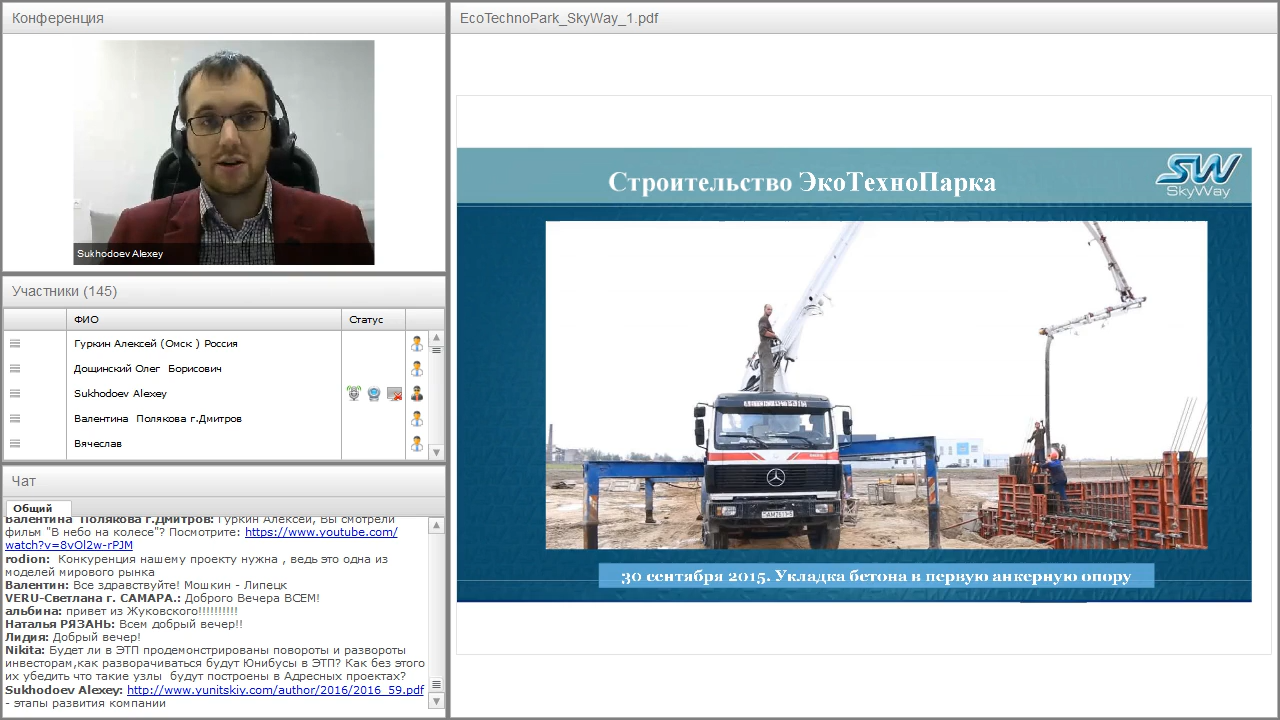 Конференция
Sukhodoev Alexey
Участники (145)
ФИО
Статус
Гуркин Алексей (Омск ) Россия
Дощинский Олег Борисович
Sukhodoev Alexey
Валентина Полякова г.Дмитров
Вячеслав
Чат
Общий
Валентина Полякова г.Дмитров: Гуркин Алексей, Вы смотрели
фильм "В небо на колесе"? Посмотрите: https://www.youtube.com/
watch?v=8vOl2w-rPJM
rodion: Конкуренция нашему проекту нужна , ведь это одна из
моделей мирового рынка
Валентин: Все здравствуйте! Мошкин - Липецк
VERU-Светлана г. САМАРА.: Доброго Вечера ВСЕМ!
альбина: привет из Жуковского!!!!!!!!!!
Наталья РЯЗАНЬ: Всем добрый вечер!!
Лидия: Добрый вечер!
Nikita: Будет ли в ЭТП продемонстрированы повороты и развороты
инвесторам,как разворачиваться будут Юнибусы в ЭТП? Как без этого
их убедить что такие узлы будут построены в Адресных проектах?
Sukhodoev Alexey: http://www.yunitskiy.com/author/2016/2016_59.pdf
- этапы развития компании
EcoTechnoPark_SkyWay_1.pdf
Строительство ЭкоТехноПарка
SW
SkyWay
30 сентября 2015. Укладка бетона в первую анкерную опору